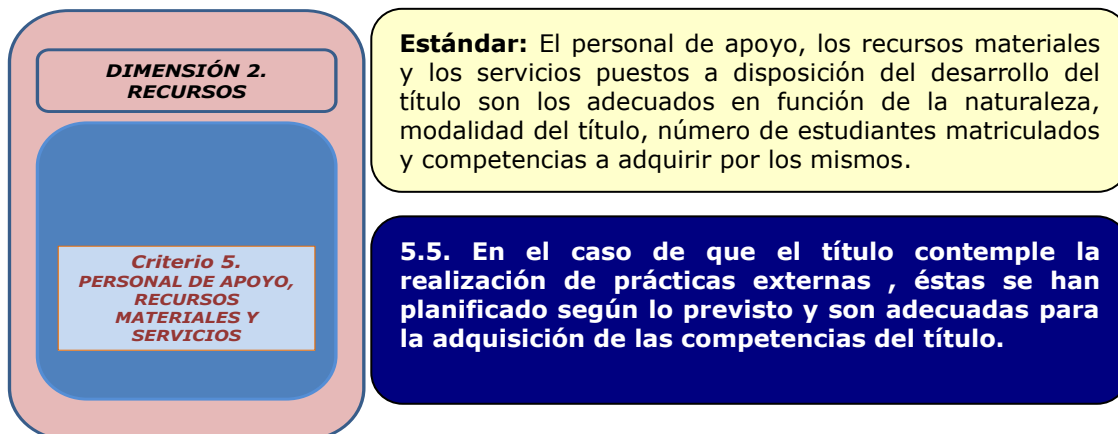 DIMENSIÓN 2.
RECURSOS
Criterio 5.
PERSONAL DE APOYO,
RECURSOS
MATERIALES Y
SERVICIOS
Estándar: El personal de apoyo, los recursos materiales
y los servicios puestos a disposición del desarrollo del
título son los adecuados en función de la naturaleza,
modalidad del título, número de estudiantes matriculados
y competencias a adquirir por los mismos.
5.5. En el caso de que el título contemple la
realización de prácticas externas , éstas se han
planificado según lo previsto y son adecuadas para
la adquisición de las competencias del título.